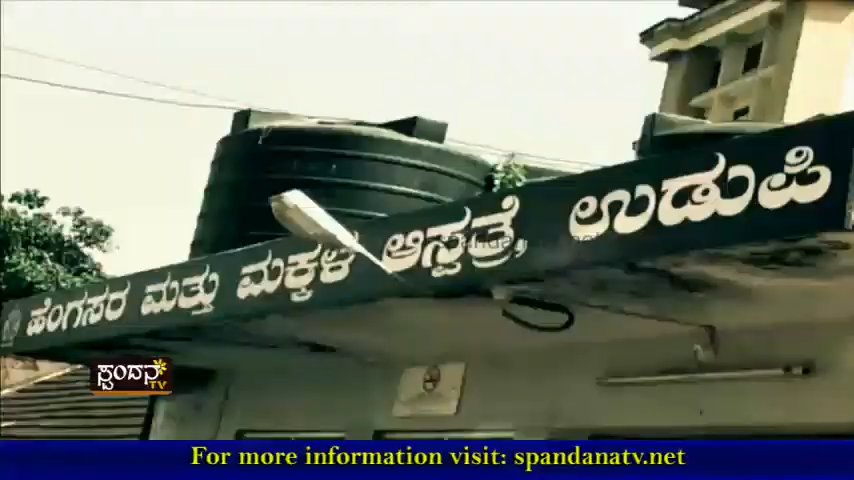 ಹೆಂಗಸರ ಮತ್ತು ಮಕ್ಕಳ ಆಸ್ಪತ್ರೆ, ಉಡುಪಿ
ಸ್ಪಂದನ TV
For more information visit: spandanatv.net